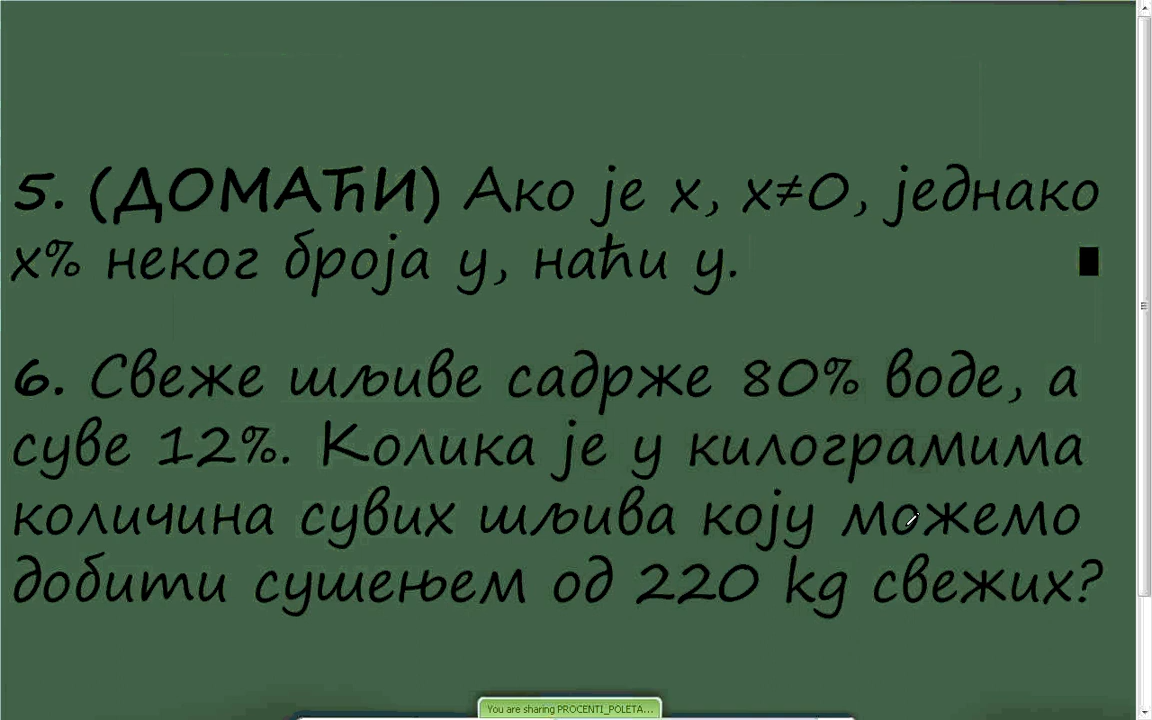 5. (ДОМАЋИ) Ако је x, x≠0, једнако
x% неког броја y, наћи y.
6. Свеже шљиве садрже 80% воде, а
суве 12%. Колика је у килограмима
количина сувих шљива коју можемо
добити сушењем од 220 kg свежих?
You are sharing PROCENTI_POLETA...